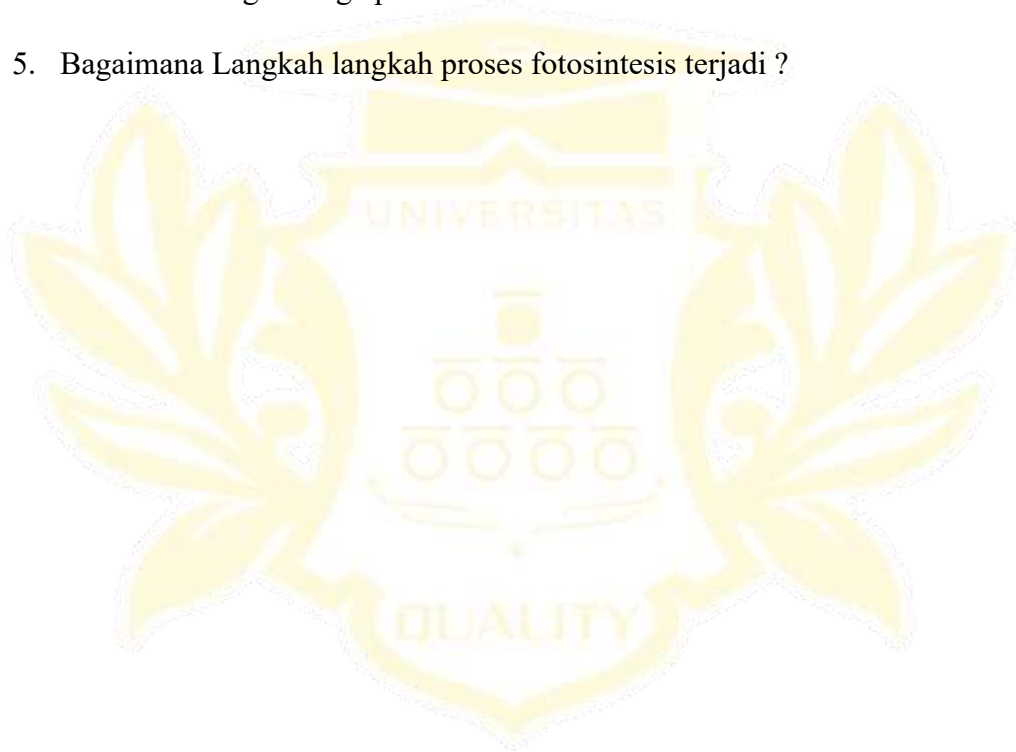 5. Bagaimana Langkah langkah proses fotosintesis terjadi ?
UNIVERSITAS
QUALITY